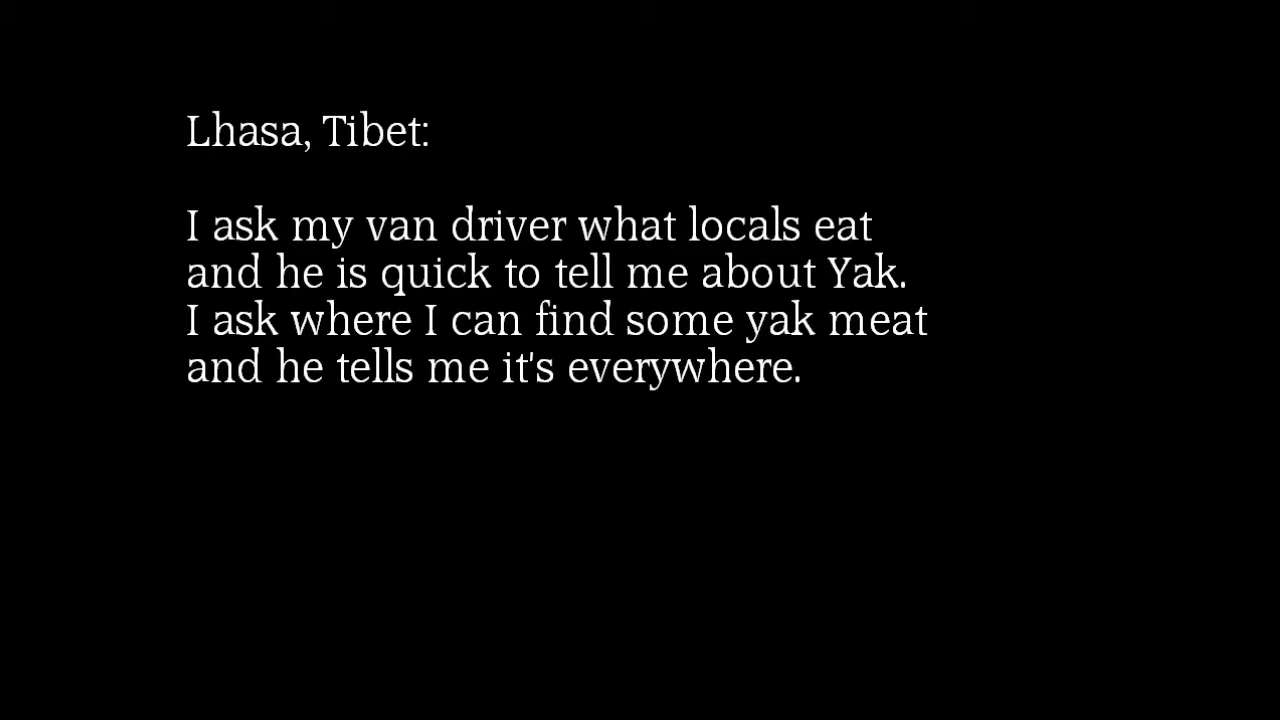 Lhasa, Tibet:
I ask my van driver what locals eat
and he is quick to tell me about Yak.
I ask where I can find some yak meat
and he tells me it's everywhere.